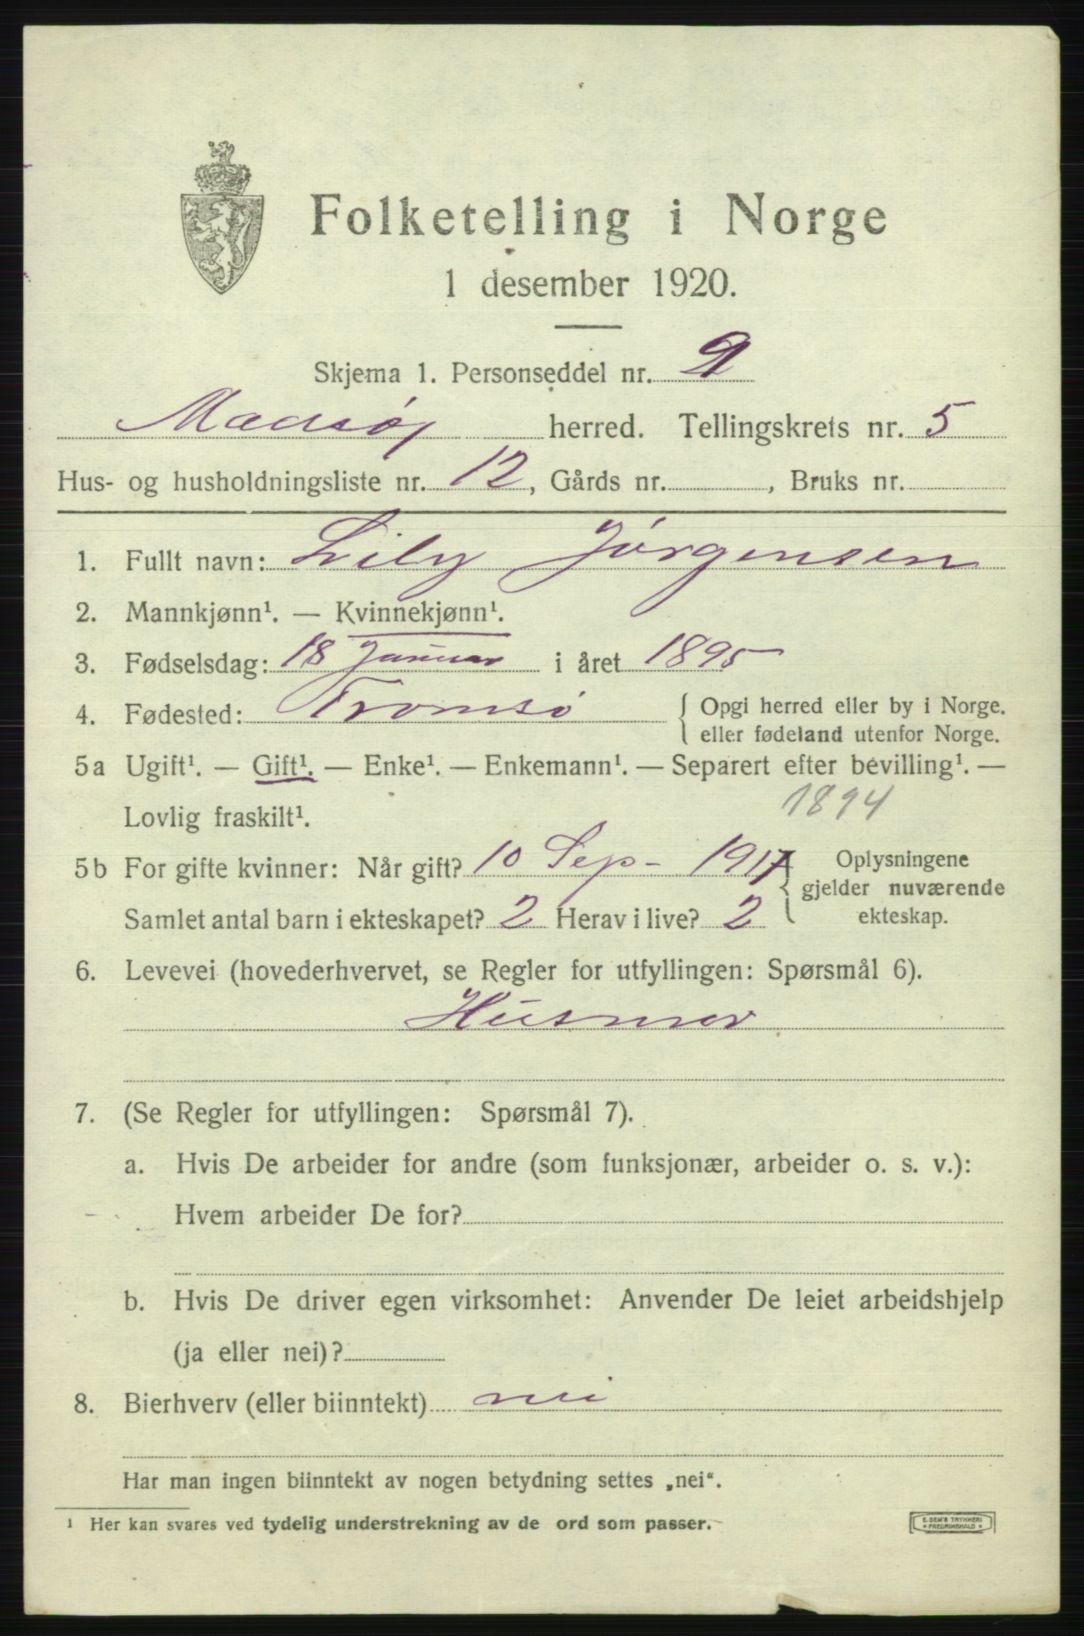 Folketelling i Norge
1 desember 1920.
Skjema 1. Personseddel nr. 2
Maasøy herred. Tellingskrets nr. 5
Hus- og husholdningsliste nr. 12, Gårds nr. , Bruks nr.
1. Fullt navn: Lily Jørgensen
2. Mannkjønn¹. — Kvinnekjønn¹.
3. Fødselsdag: 18 Januar i året 1895
4. Fødested: Tromsø { Opgi herred eller by i Norge.
eller fødeland utenfor Norge.
5a Ugift¹. — Gift¹. — Enke¹. — Enkemann¹. — Separert efter bevilling¹. —
Lovlig fraskilt¹. 1894
5b For gifte kvinner: Når gift? 10 Sep- 1917 { Oplysningene
gjelder nuværende
Samlet antal barn i ekteskapet? 2 Herav i live? 2 ekteskap.
6. Levevei (hovederhvervet, se Regler for utfyllingen: Spørsmål 6).
Husmor
7. (Se Regler for utfyllingen: Spørsmål 7).
a. Hvis De arbeider for andre (som funksjonær, arbeider o. s. v.):
Hvem arbeider De for?
b. Hvis De driver egen virksomhet: Anvender De leiet arbeidshjelp
(ja eller nei)?
8. Bierhverv (eller biinntekt) nei
Har man ingen biinntekt av nogen betydning settes „nei“.
¹ Her kan svares ved tydelig understrekning av de ord som passer.
E. SEM'S TRYKKERI
FREDRIKSHALD